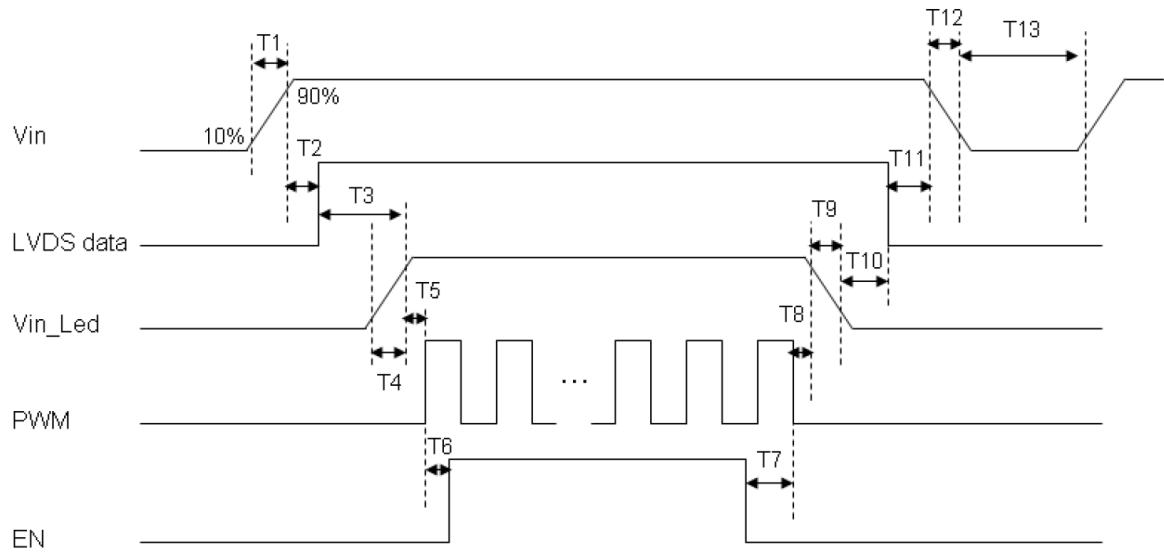 T12
T13
T1
90%
10%
Vin
T2
T11
T3
T9
LVDS data
T10
T5
Vin_Led
T8
T4
...
PWM
T6
T7
EN